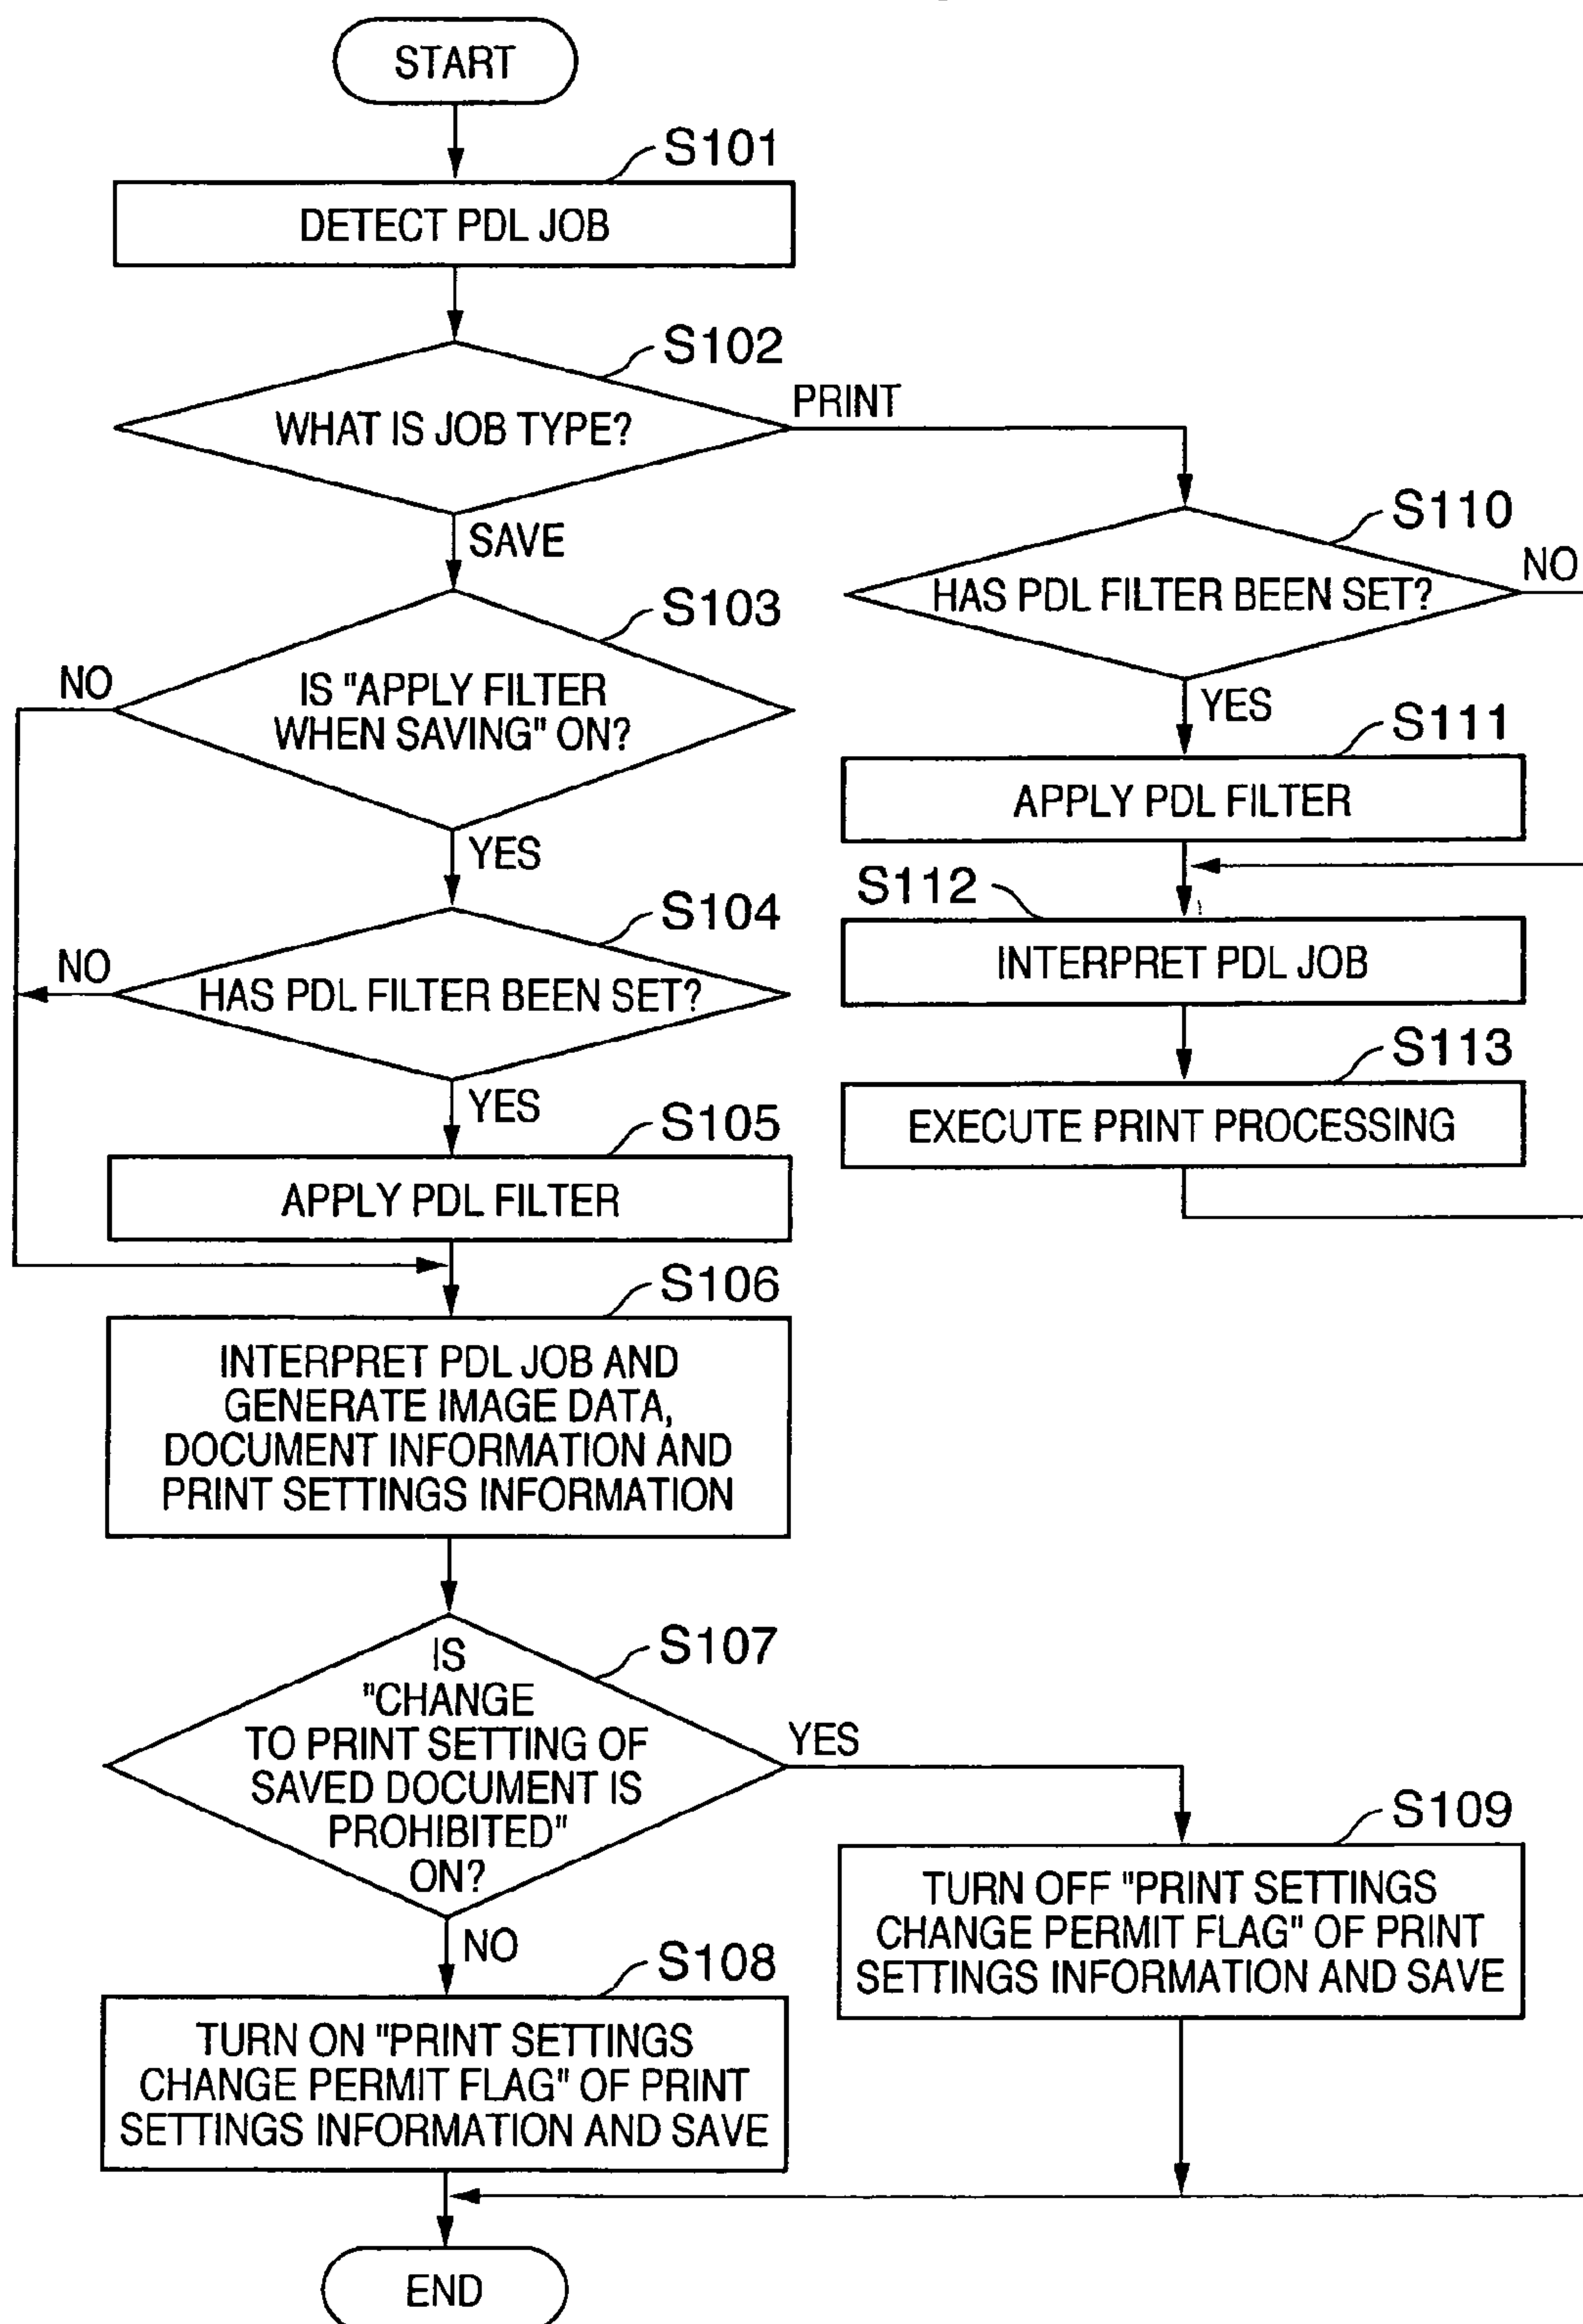 START
S101
DETECT PDL JOB
S102
WHAT IS JOB TYPE?
PRINT
SAVE
S103
IS "APPLY FILTER
WHEN SAVING" ON?
NO
YES
S104
HAS PDL FILTER BEEN SET?
NO
YES
S105
APPLY PDL FILTER
S106
INTERPRET PDL JOB AND
GENERATE IMAGE DATA,
DOCUMENT INFORMATION AND
PRINT SETTINGS INFORMATION
S107
IS
"CHANGE
TO PRINT SETTING OF
SAVED DOCUMENT IS
PROHIBITED"
ON?
YES
NO
S108
TURN ON "PRINT SETTINGS
CHANGE PERMIT FLAG" OF PRINT
SETTINGS INFORMATION AND SAVE
S109
TURN OFF "PRINT SETTINGS
CHANGE PERMIT FLAG" OF PRINT
SETTINGS INFORMATION AND SAVE
S110
HAS PDL FILTER BEEN SET?
NO
YES
S111
APPLY PDL FILTER
S112
INTERPRET PDL JOB
S113
EXECUTE PRINT PROCESSING
END